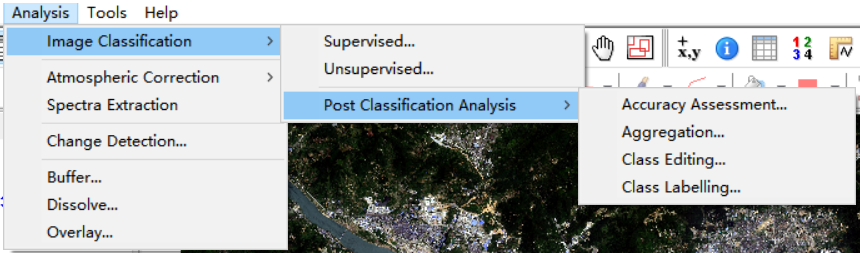 Analysis Tools Help
Image Classification
Atmospheric Correction
Spectra Extraction
Change Detection...
Buffer...
Dissolve...
Overlay...
Supervised...
Unsupervised...
Post Classification Analysis
Accuracy Assessment...
Aggregation...
Class Editing...
Class Labelling...
+
x,y
i
1 2
3 4